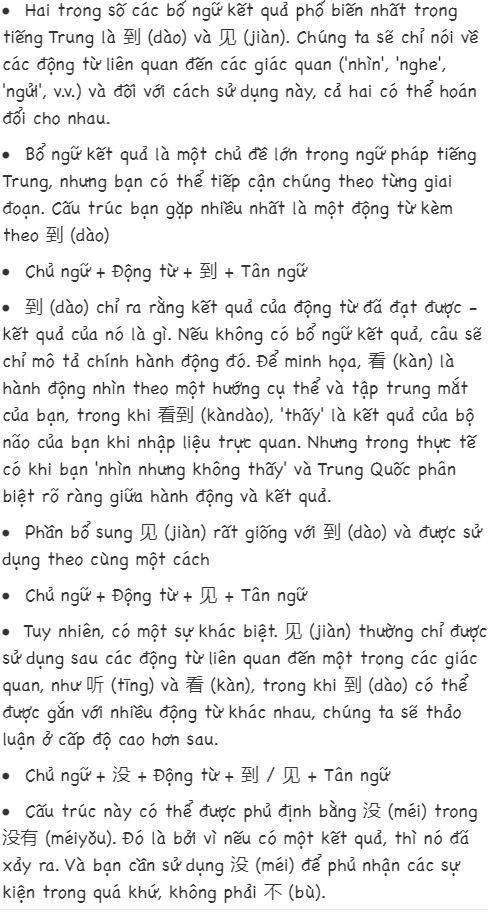 • Hai trong số các bổ ngữ kết quả phổ biến nhất trong
tiếng Trung là 到 (dào) và 见 (jiàn). Chúng ta sẽ chỉ nói về
các động từ liên quan đến các giác quan ('nhìn', 'nghe',
'ngửi', v.v.) và đối với cách sử dụng này, cả hai có thể hoán
đổi cho nhau.
• Bổ ngữ kết quả là một chủ đề lớn trong ngữ pháp tiếng
Trung, nhưng bạn có thể tiếp cận chúng theo từng giai
đoạn. Cấu trúc bạn gặp nhiều nhất là một động từ kèm
theo 到 (dào)
• Chủ ngữ + Động từ + 到 + Tân ngữ
• 到 (dào) chỉ ra rằng kết quả của động từ đã đạt được –
kết quả của nó là gì. Nếu không có bổ ngữ kết quả, câu sẽ
chỉ mô tả chính hành động đó. Để minh họa, 看 (kàn) là
hành động nhìn theo một hướng cụ thể và tập trung mắt
của bạn, trong khi 看到 (kàndào), 'thấy' là kết quả của bộ
não của bạn khi nhập liệu trực quan. Nhưng trong thực tế
có khi bạn 'nhìn nhưng không thấy' và Trung Quốc phân
biệt rõ ràng giữa hành động và kết quả.
• Phần bổ sung 见 (jiàn) rất giống với 到 (dào) và được sử
dụng theo cùng một cách
• Chủ ngữ + Động từ + 见 + Tân ngữ
• Tuy nhiên, có một sự khác biệt. 见 (jiàn) thường chỉ được
sử dụng sau các động từ liên quan đến một trong các giác
quan, như 听 (tīng) và 看 (kàn), trong khi 到 (dào) có thể
được gắn với nhiều động từ khác nhau, chúng ta sẽ thảo
luận ở cấp độ cao hơn sau.
• Chủ ngữ + 没 + Động từ + 到 / 见 + Tân ngữ
• Cấu trúc này có thể được phủ định bằng 没 (méi) trong
没有 (méiyǒu). Đó là bởi vì nếu có một kết quả, thì nó đã
xảy ra. Và bạn cần sử dụng 没 (méi) để phủ nhận các sự
kiện trong quá khứ, không phải 不 (bù).